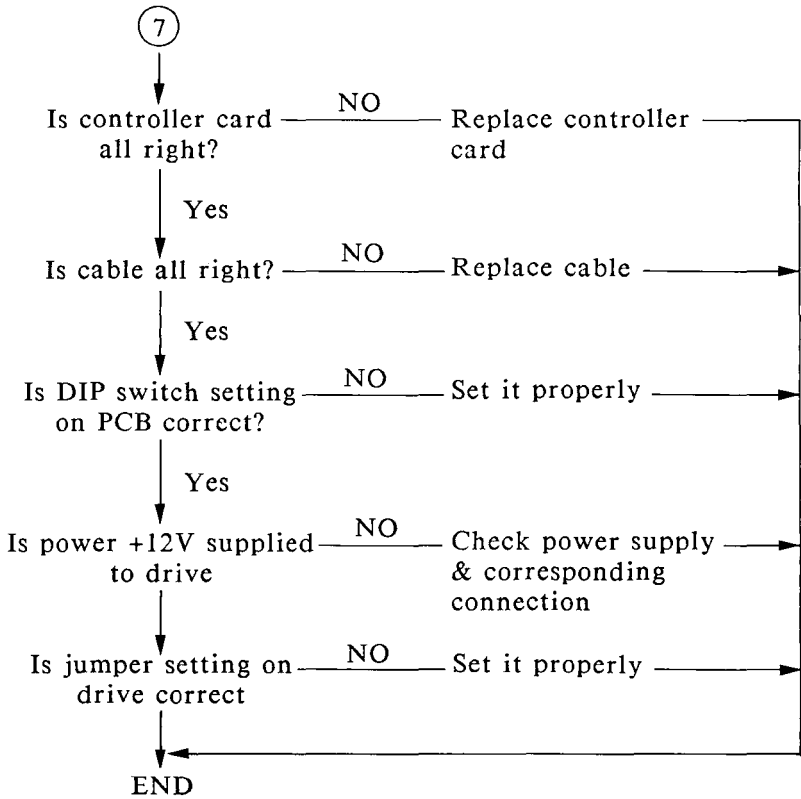 7
Is controller card
all right?
NO
Replace controller
card
Yes
Is cable all right?
NO
Replace cable
Yes
Is DIP switch setting
on PCB correct?
NO
Set it properly
Yes
Is power +12V supplied
to drive
NO
Check power supply
& corresponding
connection
Is jumper setting on
drive correct
NO
Set it properly
END